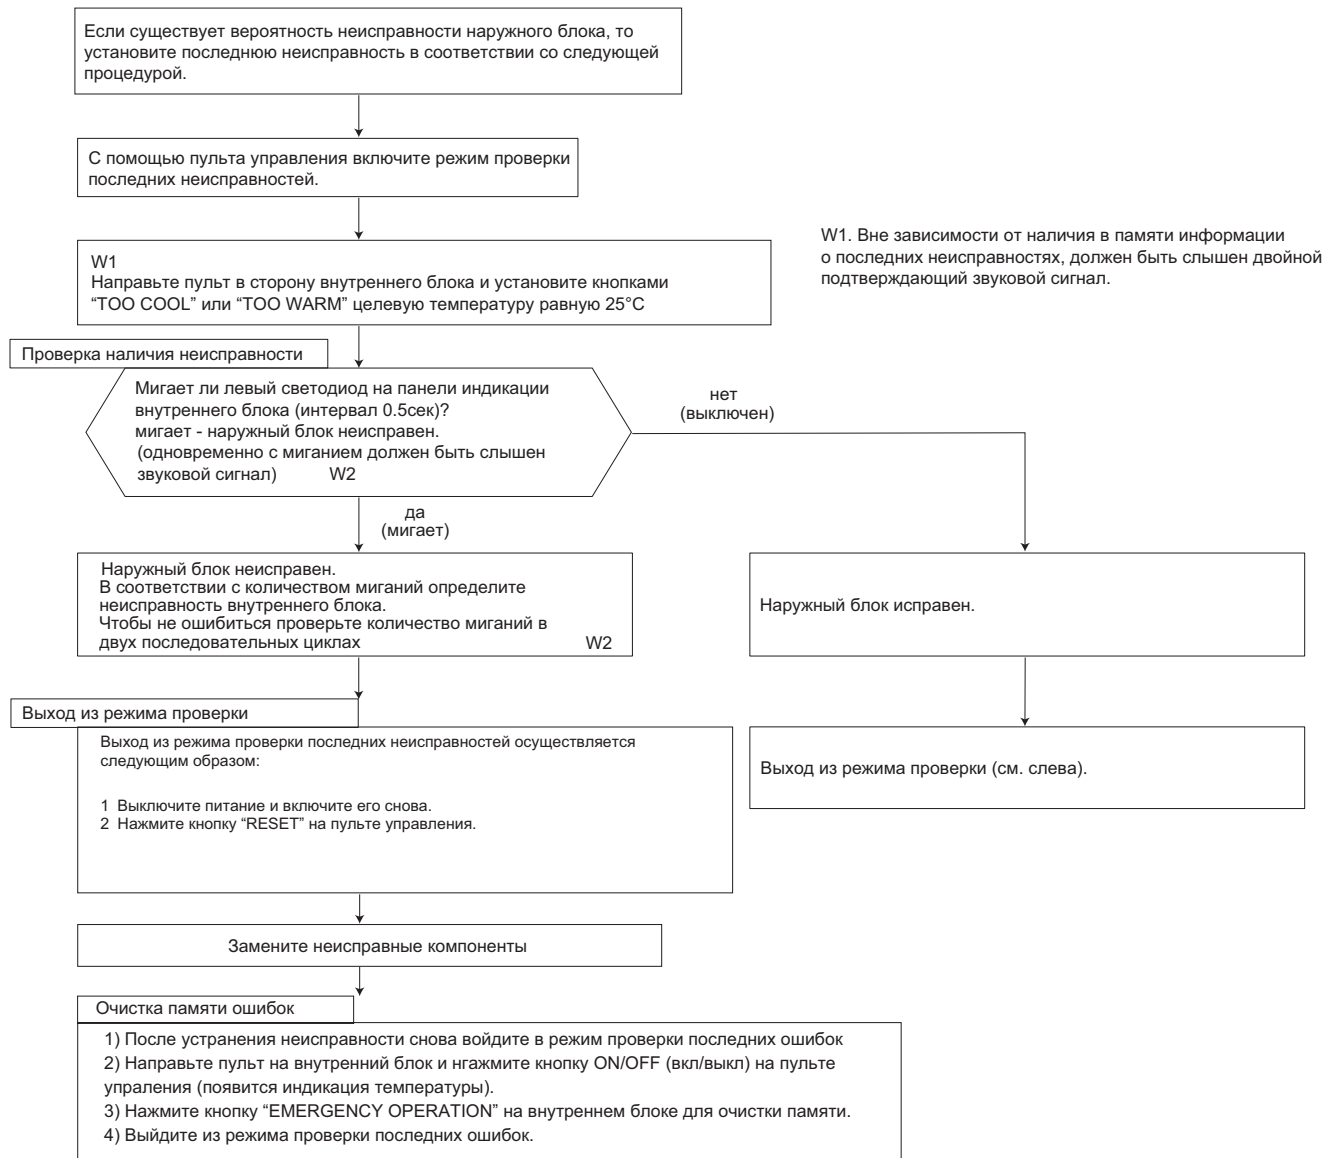 Если существует вероятность неисправности наружного блока, то
установите последнюю неисправность в соответствии со следующей
процедурой.
С помощью пульта управления включите режим проверки
последних неисправностей.
W1
Направьте пульт в сторону внутреннего блока и установите кнопками
“TOO COOL” или “TOO WARM” целевую температуру равную 25°C
W1. Вне зависимости от наличия в памяти информации
о последних неисправностях, должен быть слышен двойной
подтверждающий звуковой сигнал.
Проверка наличия неисправности
Мигает ли левый светодиод на панели индикации
внутреннего блока (интервал 0.5сек)?
мигает - наружный блок неисправен.
(одновременно с миганием должен быть слышен
звуковой сигнал) W2
нет
(выключен)
да
(мигает)
Наружный блок неисправен.
В соответствии с количеством миганий определите
неисправность внутреннего блока.
Чтобы не ошибиться проверьте количество миганий в
двух последовательных циклах W2
Наружный блок исправен.
Выход из режима проверки
Выход из режима проверки последних неисправностей осуществляется
следующим образом:
1 Выключите питание и включите его снова.
2 Нажмите кнопку “RESET” на пульте управления.
Выход из режима проверки (см. слева).
Замените неисправные компоненты
Очистка памяти ошибок
1) После устранения неисправности снова войдите в режим проверки последних ошибок
2) Направьте пульт на внутренний блок и нгажмите кнопку ON/OFF (вкл/выкл) на пульте
упраления (появится индикация температуры).
3) Нажмите кнопку “EMERGENCY OPERATION” на внутреннем блоке для очистки памяти.
4) Выйдите из режима проверки последних ошибок.